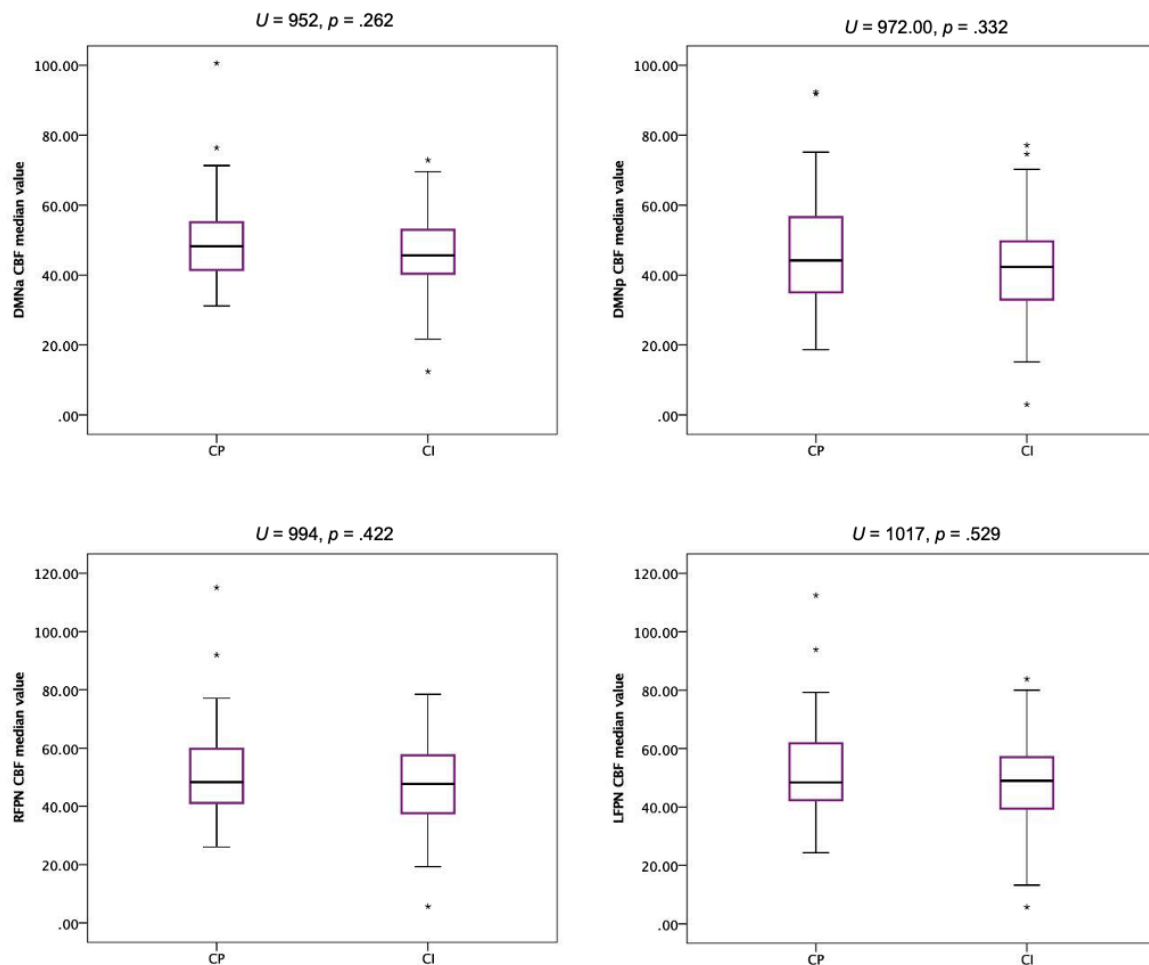 U = 952, p = .262
100.00
80.00
60.00
40.00
20.00
.00
DMNa CBF median value
CP
CI
U = 972.00, p = .332
100.00
80.00
60.00
40.00
20.00
.00
DMNp CBF median value
CP
CI
U = 994, p = .422
120.00
100.00
80.00
60.00
40.00
20.00
.00
RFPN CBF median value
CP
CI
U = 1017, p = .529
120.00
100.00
80.00
60.00
40.00
20.00
.00
LFPN CBF median value
CP
CI